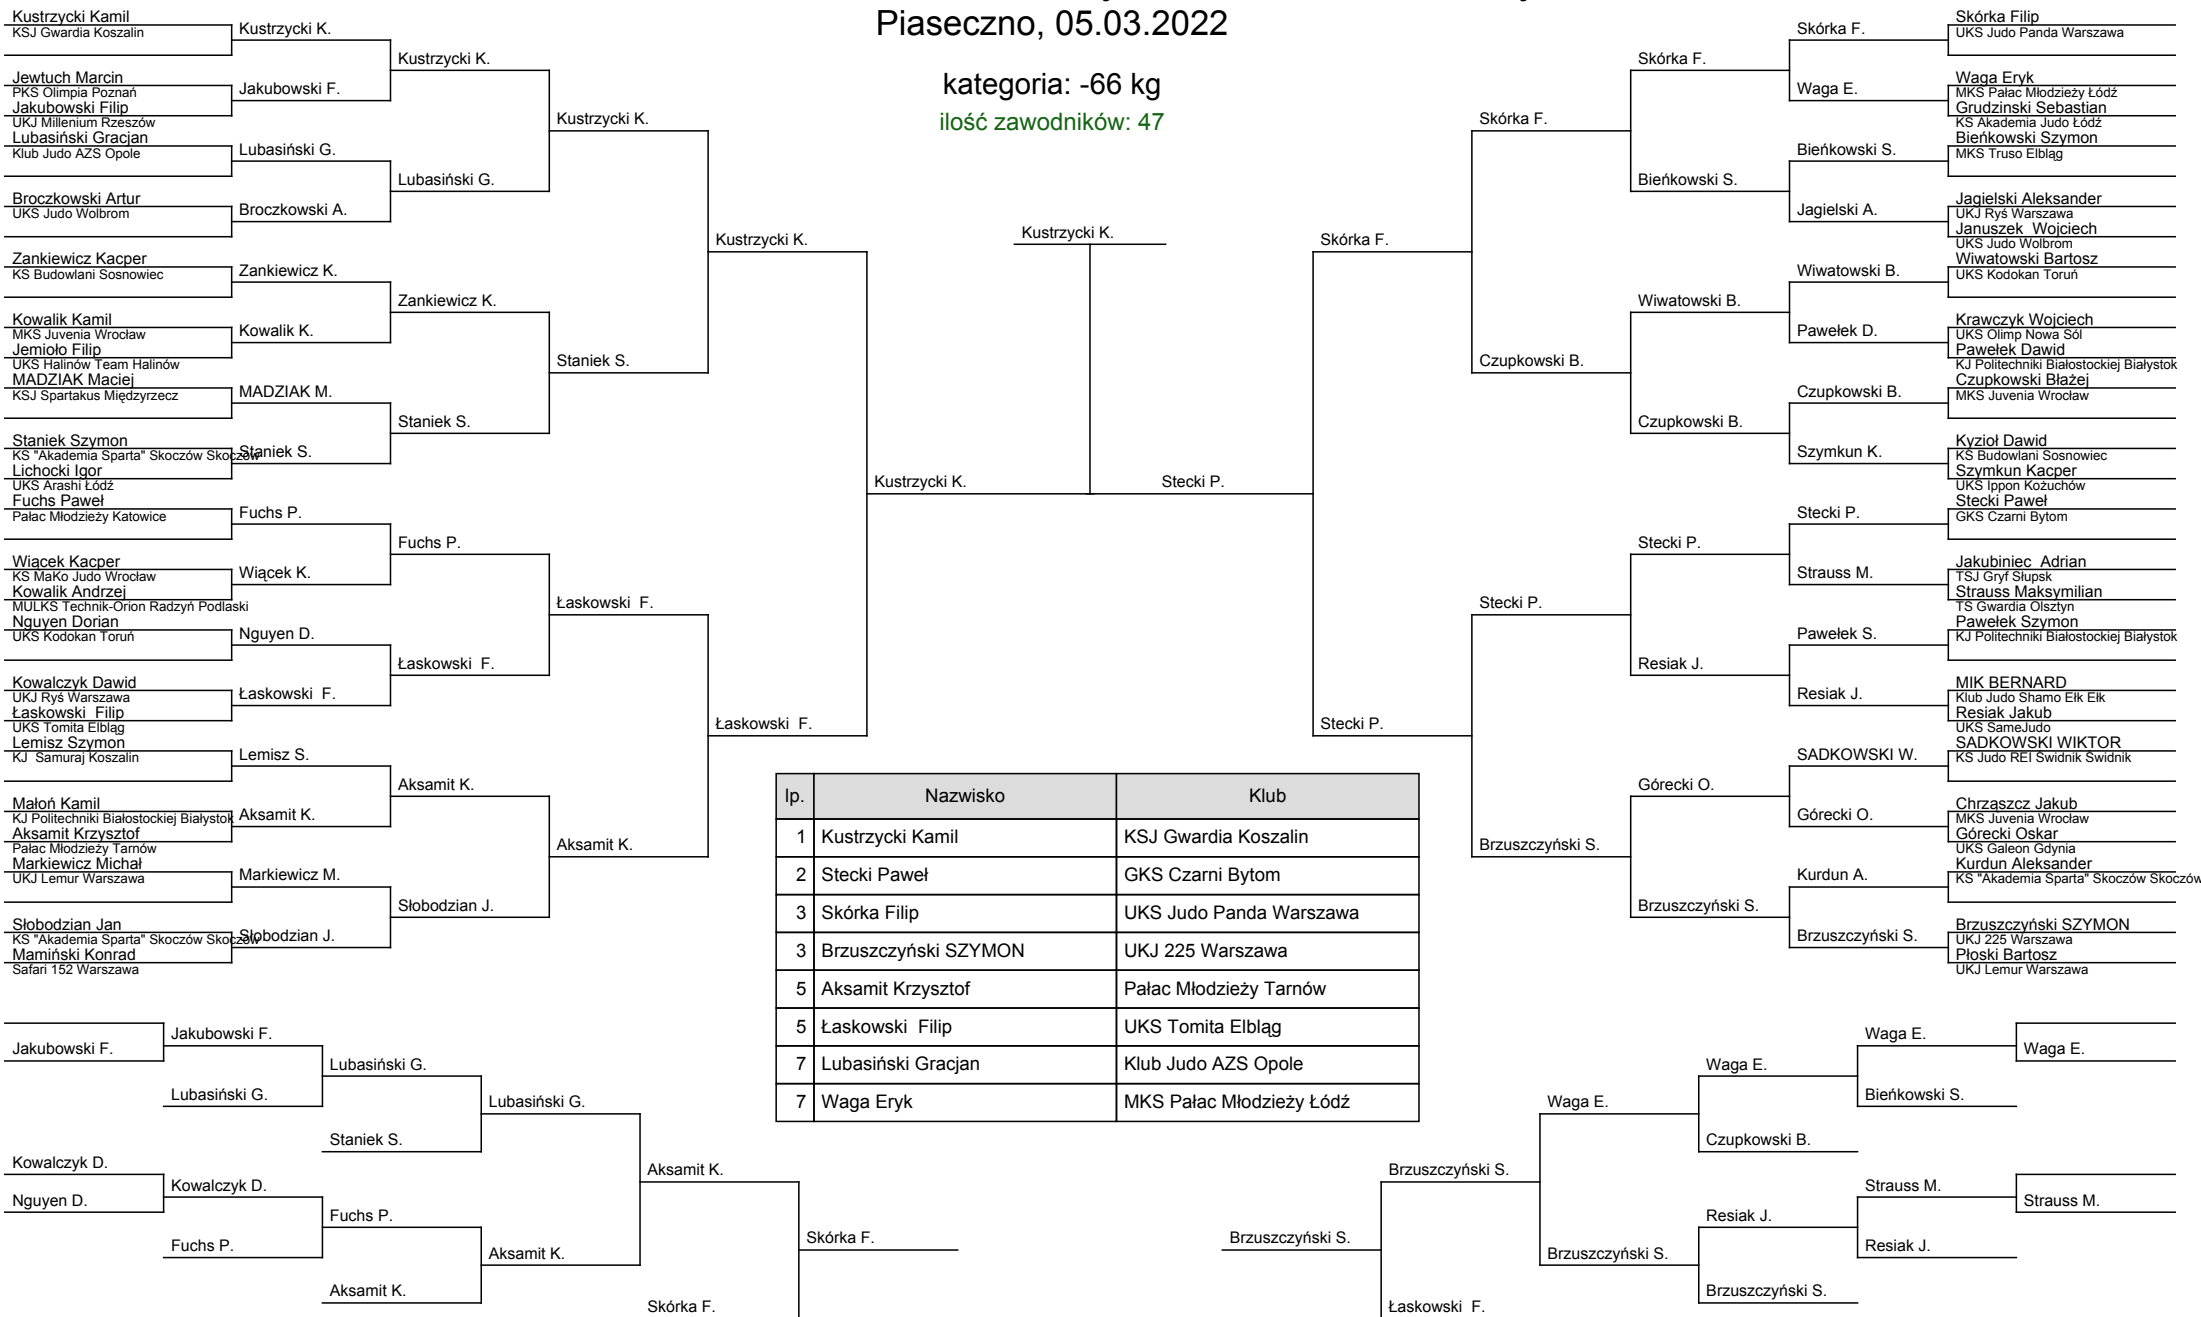 Piaseczno, 05.03.2022
kategoria: -66 kg
ilość zawodników: 47
Kustrzycki Kamil
KSJ Gwardia Koszalin
Jewtuch Marcin
PKS Olimpia Poznań
Jakubowski Filip
UKJ Millenium Rzeszów
Lubasiński Gracjan
Klub Judo AZS Opole
Broczkowski Artur
UKS Judo Wolbrom
Zankiewicz Kacper
KS Budowlani Sosnowiec
Kowalik Kamil
MKS Juvenia Wrocław
Jemioło Filip
UKS Halinów Team Halinów
MADZIAK Maciej
KSJ Spartakus Międzyrzecz
Staniek Szymon
KS "Akademia Sparta" Skoczów Skoczów
Lichocki Igor
UKS Arashi Łódź
Fuchs Paweł
Pałac Młodzieży Katowice
Wiącek Kacper
KS MaKo Judo Wrocław
Kowalik Andrzej
MULKS Technik-Orion Radzyń Podlaski
Nguyen Dorian
UKS Kodokan Toruń
Kowalczyk Dawid
UKJ Ryś Warszawa
Łaskowski Filip
UKS Tomita Elbląg
Lemisz Szymon
KJ Samuraj Koszalin
Małoń Kamil
KJ Politechniki Białostockiej Białystok
Aksamit Krzysztof
Pałac Młodzieży Tarnów
Markiewicz Michał
UKJ Lemur Warszawa
Słobodzian Jan
KS "Akademia Sparta" Skoczów Skoczów
Mamiński Konrad
Safari 152 Warszawa
Kustrzycki K.
Jakubowski F.
Lubasiński G.
Broczkowski A.
Zankiewicz K.
Kowalik K.
MADZIAK M.
Staniek S.
Fuchs P.
Wiącek K.
Nguyen D.
Łaskowski F.
Lemisz S.
Aksamit K.
Markiewicz M.
Słobodzian J.
Kustrzycki K.
Lubasiński G.
Zankiewicz K.
Staniek S.
Fuchs P.
Łaskowski F.
Aksamit K.
Słobodzian J.
Kustrzycki K.
Staniek S.
Łaskowski F.
Aksamit K.
Kustrzycki K.
Łaskowski F.
Kustrzycki K.
Kustrzycki K.
Stecki P.
Skórka F.
Stecki P.
Skórka F.
Czupkowski B.
Stecki P.
Brzuszczyński S.
Skórka F.
Bieńkowski S.
Wiwatowski B.
Czupkowski B.
Stecki P.
Resiak J.
Górecki O.
Brzuszczyński S.
Skórka F.
Waga E.
Bieńkowski S.
Jagielski A.
Wiwatowski B.
Pawełek D.
Czupkowski B.
Szymkun K.
Stecki P.
Strauss M.
Pawełek S.
Resiak J.
SADKOWSKI W.
Górecki O.
Kurdun A.
Brzuszczyński S.
Skórka Filip
UKS Judo Panda Warszawa
Waga Eryk
MKS Pałac Młodzieży Łódź
Grudzinski Sebastian
KS Akademia Judo Łódź
Bieńkowski Szymon
MKS Truso Elbląg
Jagielski Aleksander
UKJ Ryś Warszawa
Januszek Wojciech
UKS Judo Wolbrom
Wiwatowski Bartosz
UKS Kodokan Toruń
Krawczyk Wojciech
UKS Olimp Nowa Sól
Pawełek Dawid
KJ Politechniki Białostockiej Białystok
Czupkowski Błażej
MKS Juvenia Wrocław
Kyzioł Dawid
KS Budowlani Sosnowiec
Szymkun Kacper
UKS Ippon Kożuchów
Stecki Paweł
GKS Czarni Bytom
Jakubiniec Adrian
TSJ Gryf Słupsk
Strauss Maksymilian
TS Gwardia Olsztyn
Pawełek Szymon
KJ Politechniki Białostockiej Białystok
MIK BERNARD
Klub Judo Shamo Ełk Ełk
Resiak Jakub
UKS SameJudo
SADKOWSKI WIKTOR
KS Judo REI Świdnik Świdnik
Chrząszcz Jakub
MKS Juvenia Wrocław
Górecki Oskar
UKS Galeon Gdynia
Kurdun Aleksander
KS "Akademia Sparta" Skoczów Skoczów
Brzuszczyński SZYMON
UKJ 225 Warszawa
Płoski Bartosz
UKJ Lemur Warszawa
lp. Nazwisko Klub
1 Kustrzycki Kamil KSJ Gwardia Koszalin
2 Stecki Paweł GKS Czarni Bytom
3 Skórka Filip UKS Judo Panda Warszawa
3 Brzuszczyński SZYMON UKJ 225 Warszawa
5 Aksamit Krzysztof Pałac Młodzieży Tarnów
5 Łaskowski Filip UKS Tomita Elbląg
7 Lubasiński Gracjan Klub Judo AZS Opole
7 Waga Eryk MKS Pałac Młodzieży Łódź
Jakubowski F.
Kowalczyk D.
Nguyen D.
Jakubowski F.
Lubasiński G.
Kowalczyk D.
Fuchs P.
Lubasiński G.
Staniek S.
Fuchs P.
Aksamit K.
Lubasiński G.
Aksamit K.
Aksamit K.
Skórka F.
Skórka F.
Brzuszczyński S.
Brzuszczyński S.
Łaskowski F.
Waga E.
Brzuszczyński S.
Waga E.
Czupkowski B.
Resiak J.
Brzuszczyński S.
Waga E.
Bieńkowski S.
Strauss M.
Resiak J.
Waga E.
Strauss M.